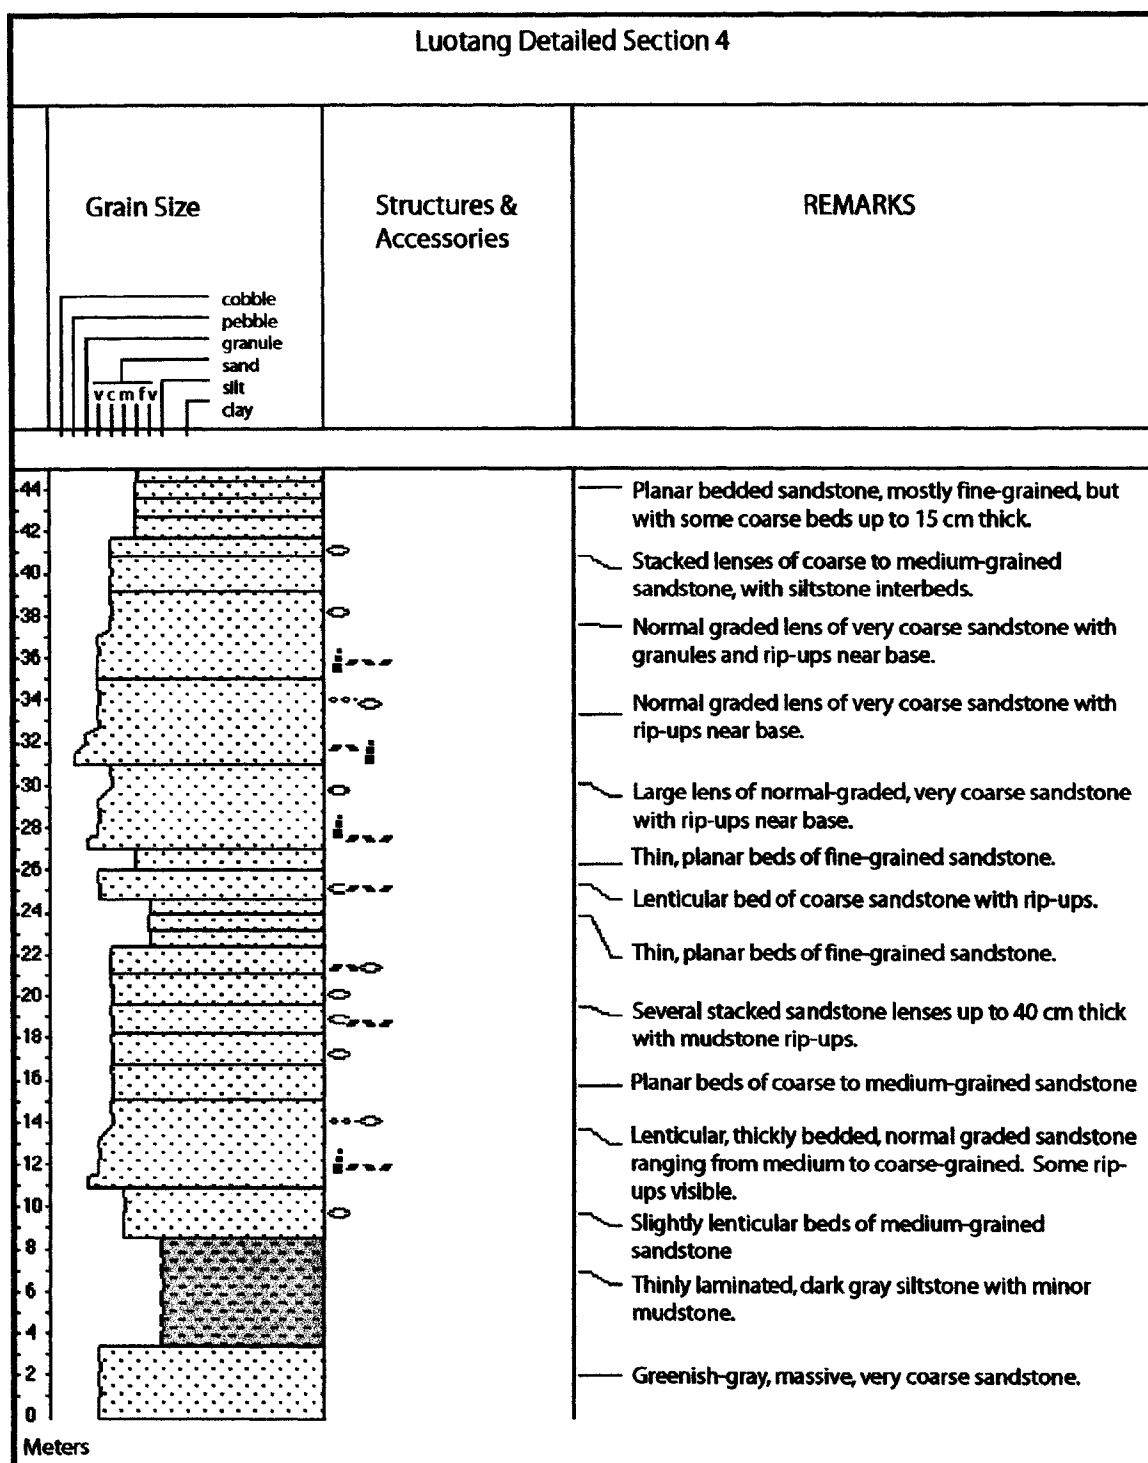 Luotang Detailed Section 4
Grain Size
Structures &
Accessories
REMARKS
cobble
pebble
granule
sand
v c m f v
silt
clay
44
42
40
38
36
34
32
30
28
26
24
22
20
18
16
14
12
10
8
6
4
2
0
Meters
Planar bedded sandstone, mostly fine-grained, but
with some coarse beds up to 15 cm thick.
Stacked lenses of coarse to medium-grained
sandstone, with siltstone interbeds.
Normal graded lens of very coarse sandstone with
granules and rip-ups near base.
Normal graded lens of very coarse sandstone with
rip-ups near base.
Large lens of normal-graded, very coarse sandstone
with rip-ups near base.
Thin, planar beds of fine-grained sandstone.
Lenticular bed of coarse sandstone with rip-ups.
Thin, planar beds of fine-grained sandstone.
Several stacked sandstone lenses up to 40 cm thick
with mudstone rip-ups.
Planar beds of coarse to medium-grained sandstone
Lenticular, thickly bedded, normal graded sandstone
ranging from medium to coarse-grained. Some rip-
ups visible.
Slightly lenticular beds of medium-grained
sandstone
Thinly laminated, dark gray siltstone with minor
mudstone.
Greenish-gray, massive, very coarse sandstone.